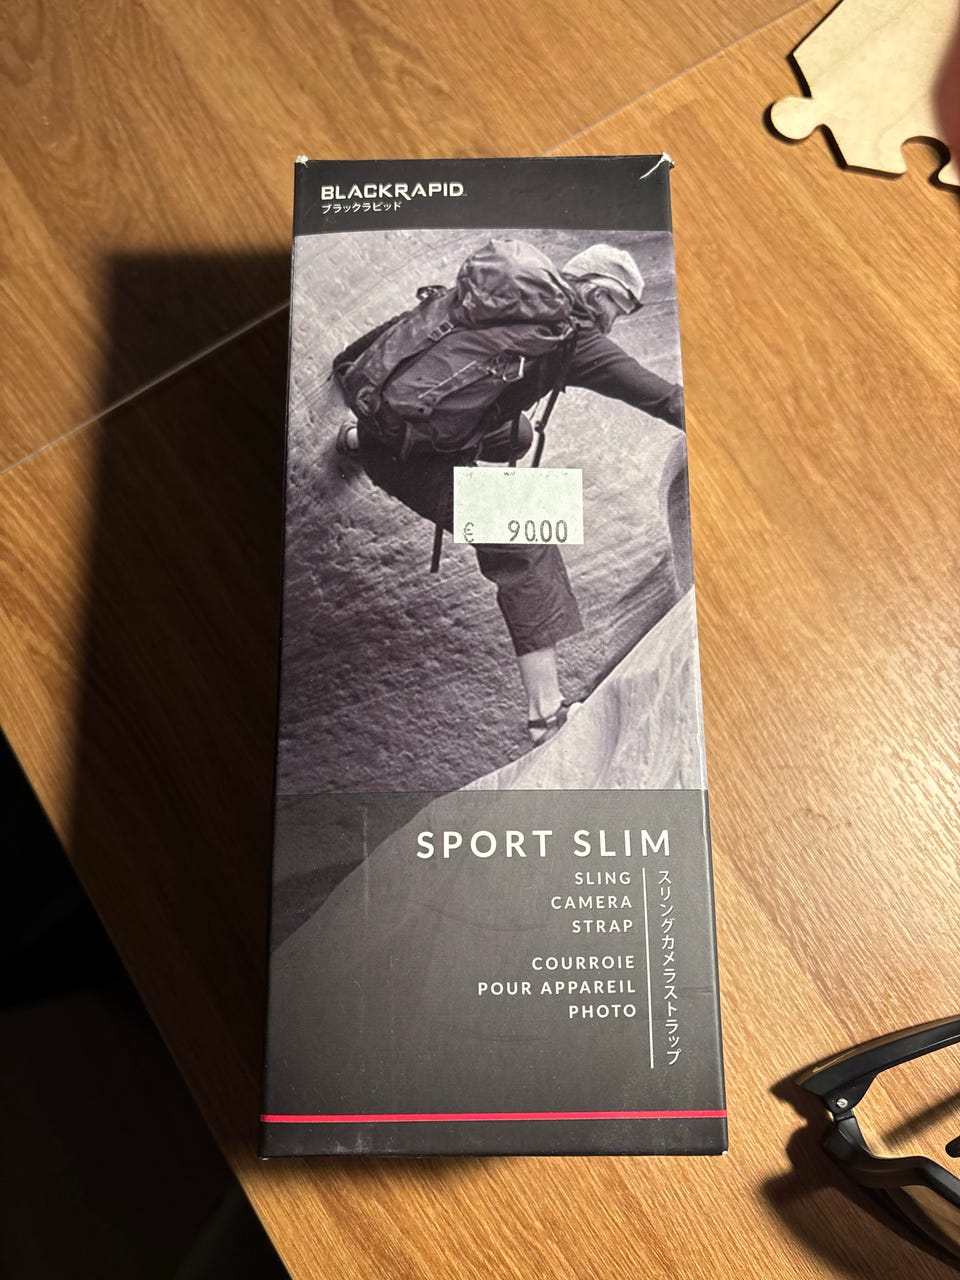 BLACKRAPID
ブラックラピッド
€ 90.00
SPORT SLIM
SLING
CAMERA
STRAP
COURROIE
POUR APPAREIL
PHOTO
スリングカメラストラップ